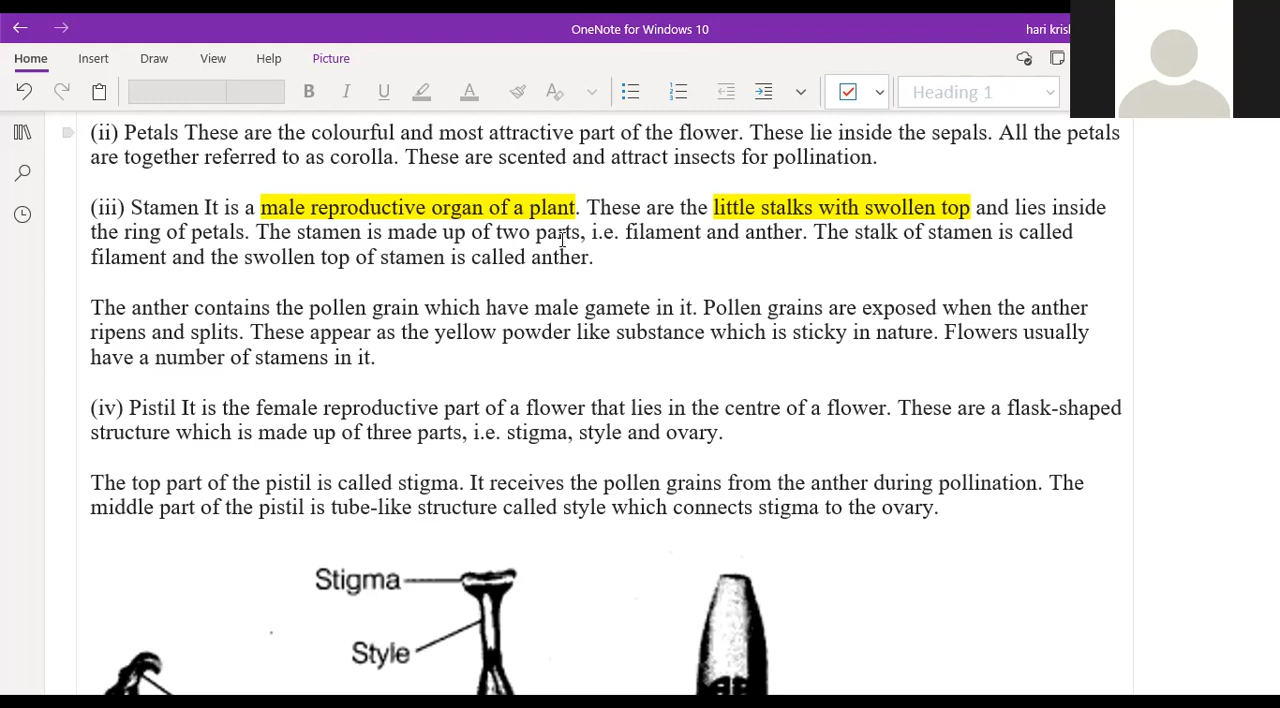 OneNote for Windows 10
hari krish
Home Insert Draw View Help Picture
B I U A Heading 1
(ii) Petals These are the colourful and most attractive part of the flower. These lie inside the sepals. All the petals
are together referred to as corolla. These are scented and attract insects for pollination.
(iii) Stamen It is a male reproductive organ of a plant. These are the little stalks with swollen top and lies inside
the ring of petals. The stamen is made up of two parts, i.e. filament and anther. The stalk of stamen is called
filament and the swollen top of stamen is called anther.
The anther contains the pollen grain which have male gamete in it. Pollen grains are exposed when the anther
ripens and splits. These appear as the yellow powder like substance which is sticky in nature. Flowers usually
have a number of stamens in it.
(iv) Pistil It is the female reproductive part of a flower that lies in the centre of a flower. These are a flask-shaped
structure which is made up of three parts, i.e. stigma, style and ovary.
The top part of the pistil is called stigma. It receives the pollen grains from the anther during pollination. The
middle part of the pistil is tube-like structure called style which connects stigma to the ovary.
Stigma
Style